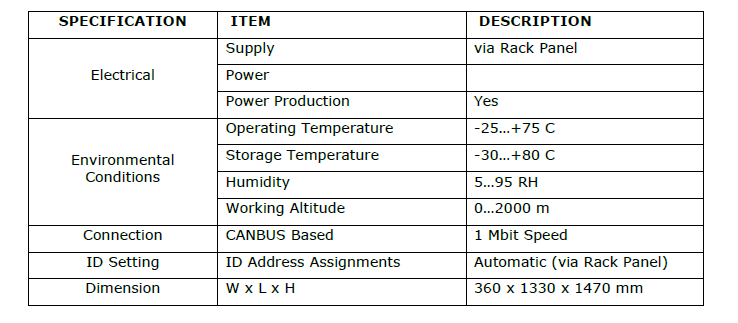 SPECIFICATION ITEM DESCRIPTION
Electrical
Supply via Rack Panel
Power
Power Production Yes
Environmental
Conditions
Operating Temperature -25…+75 C
Storage Temperature -30…+80 C
Humidity 5…95 RH
Working Altitude 0…2000 m
Connection CANBUS Based 1 Mbit Speed
ID Setting ID Address Assignments Automatic (via Rack Panel)
Dimension W x L x H 360 x 1330 x 1470 mm